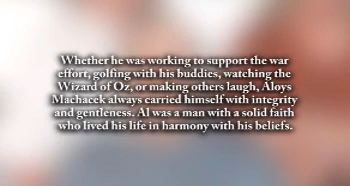 Whether he was working to support the war
effort, golfing with his buddies, watching the
Wizard of Oz, or making others laugh, Aloys
Machacek always carried himself with integrity
and gentleness. Al was a man with a solid faith
who lived his life in harmony with his beliefs.